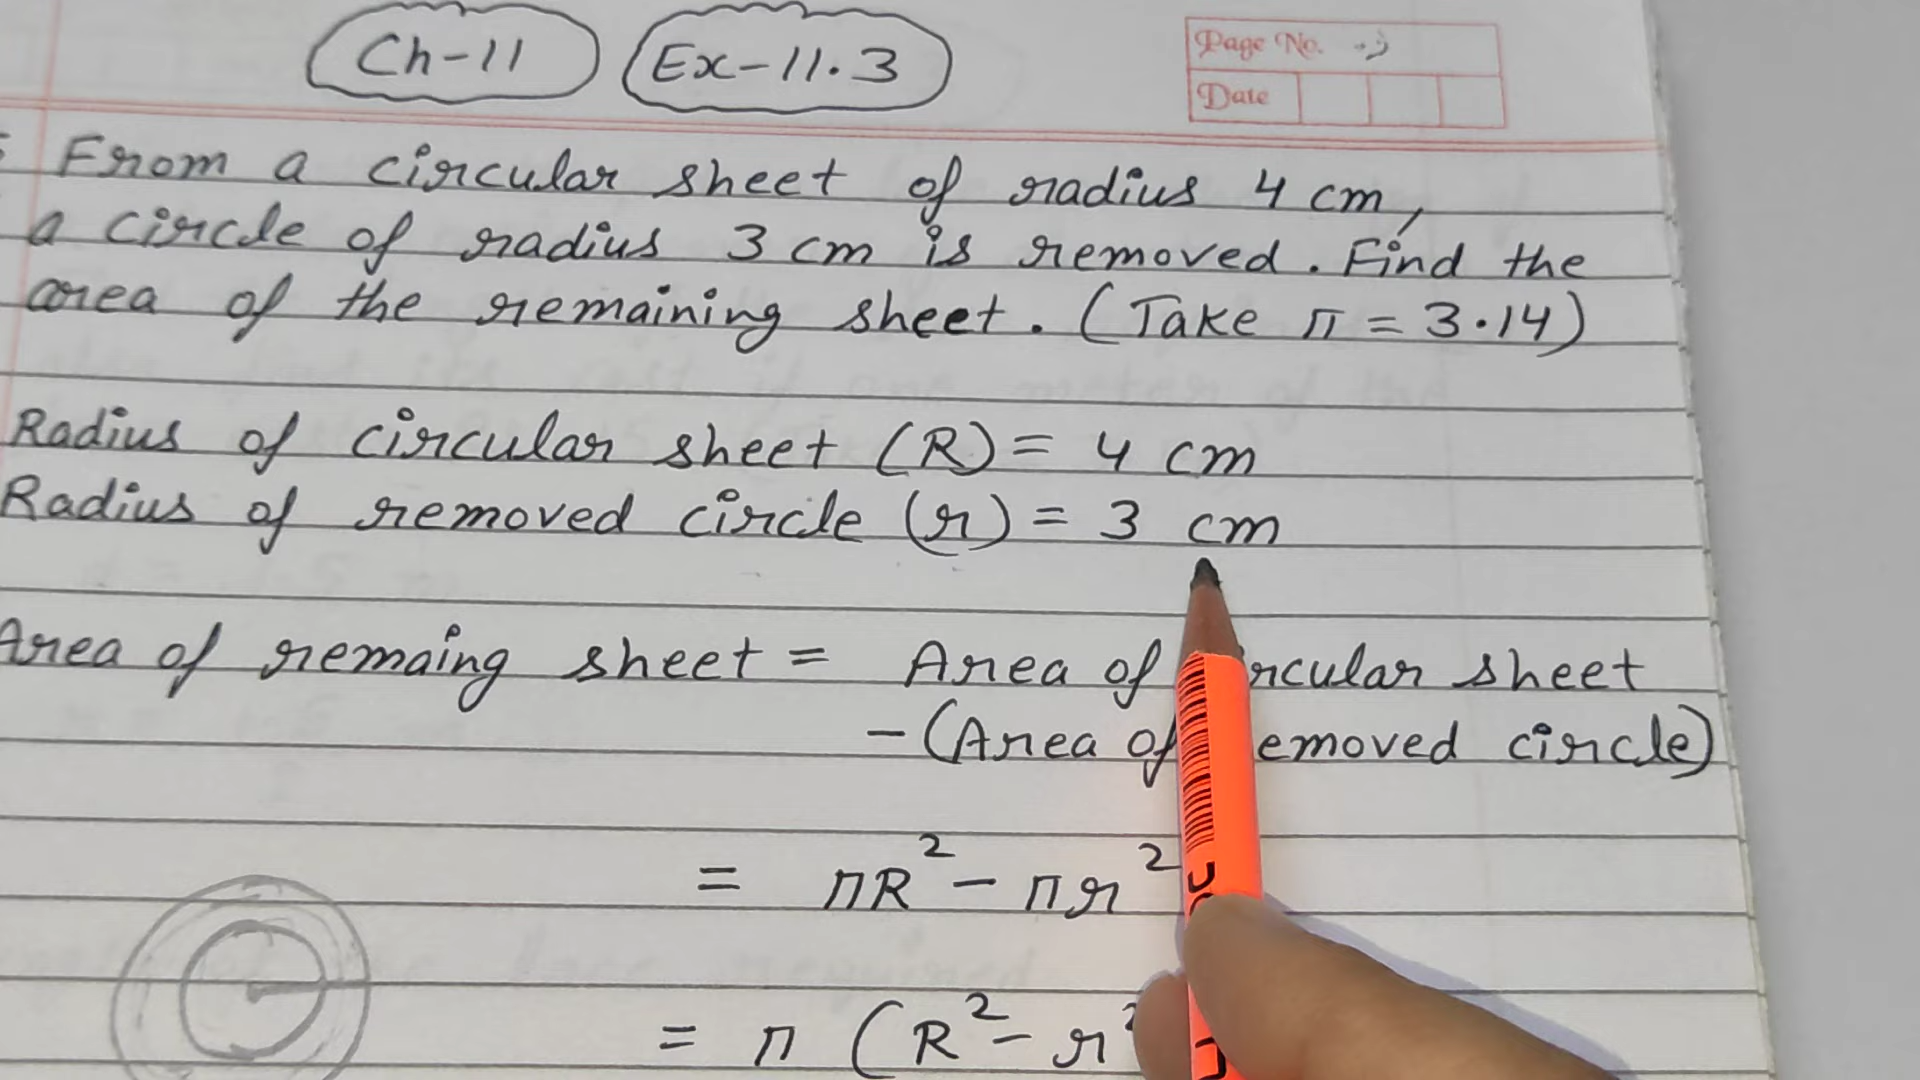 Ch-11 Ex-11.3
Page No.
Date
From a circular sheet of radius 4 cm,
a circle of radius 3 cm is removed. Find the
area of the remaining sheet. (Take π = 3.14)
Radius of circular sheet (R) = 4 cm
Radius of removed circle (r) = 3 cm
Area of remaing sheet = Area of circular sheet
- (Area of removed circle)
= πR² - πr²
= π (R² - r²